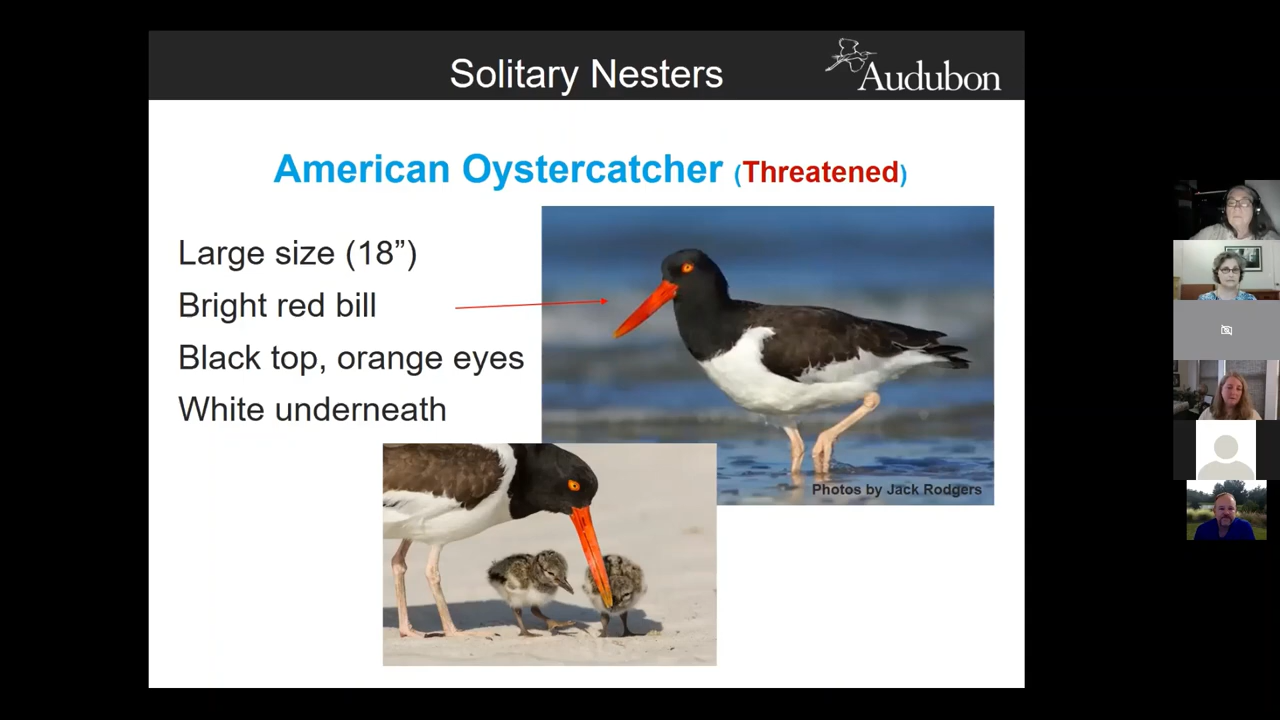 Solitary Nesters
Audubon
American Oystercatcher (Threatened)
Large size (18”)
Bright red bill
Black top, orange eyes
White underneath
Photos by Jack Rodgers